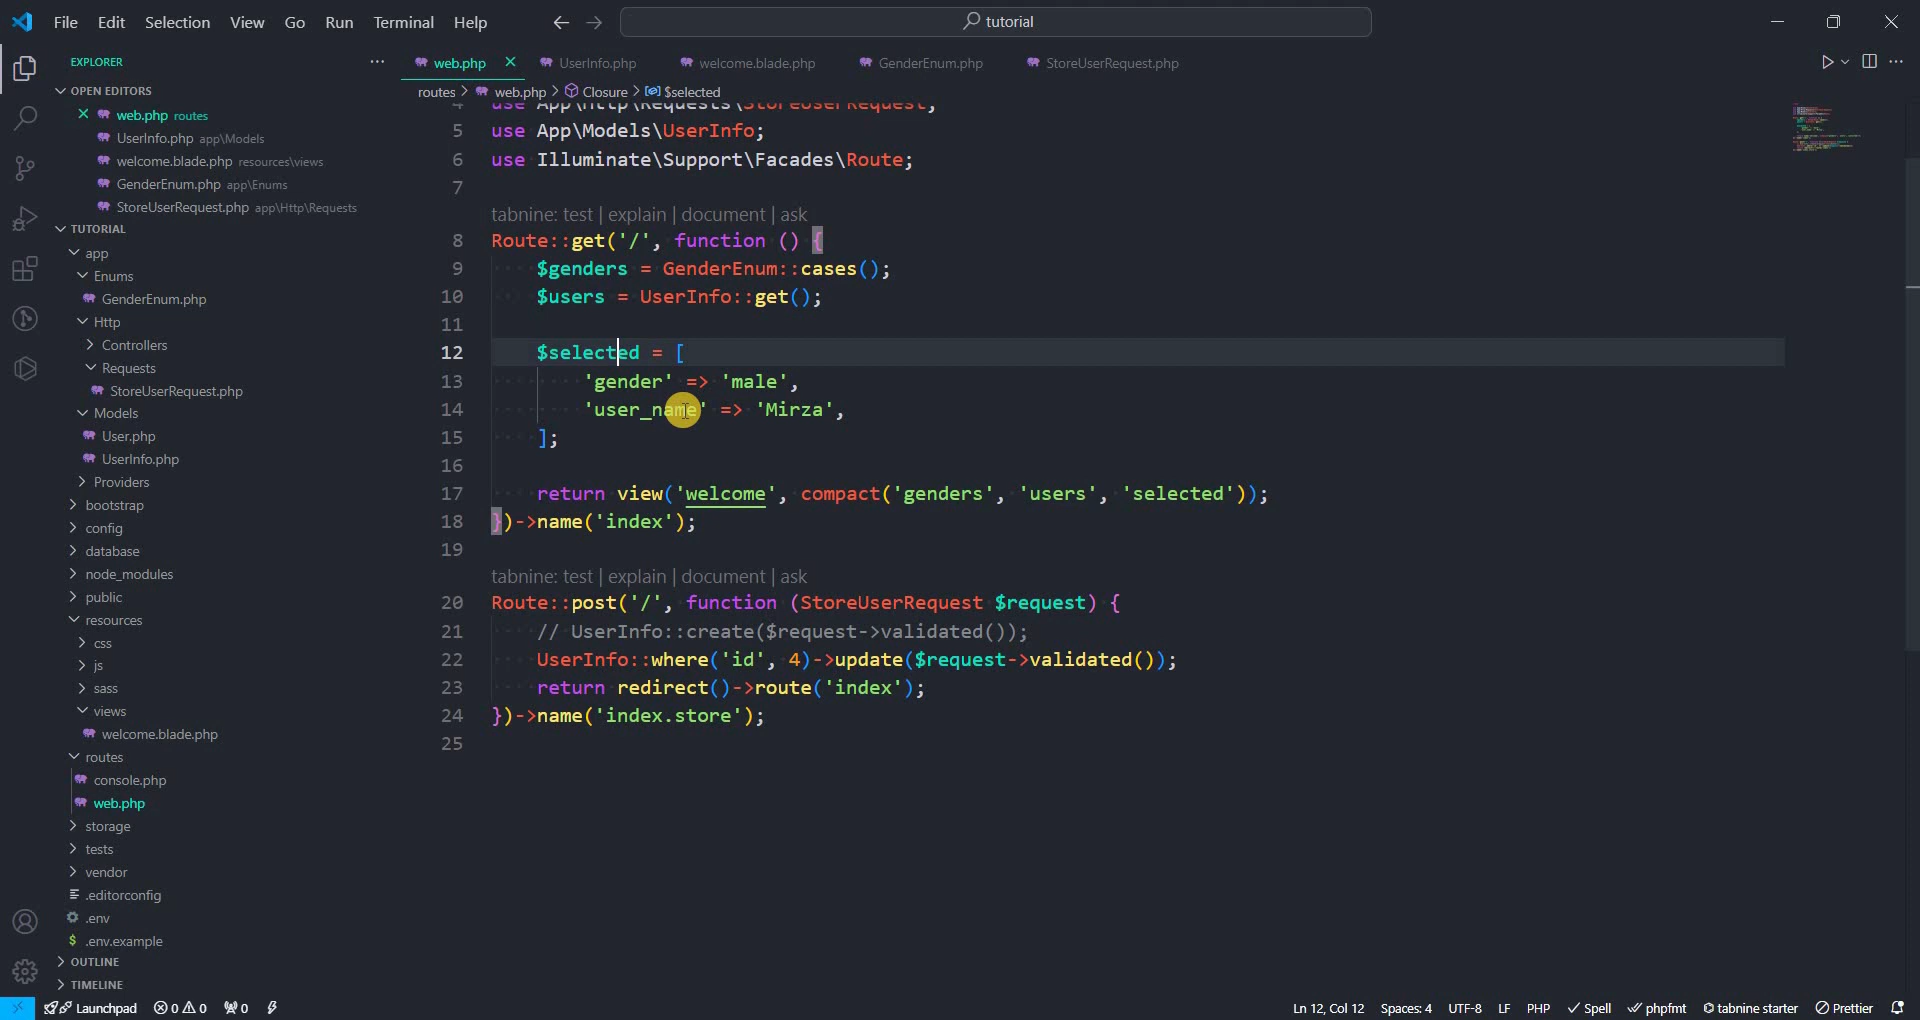 File Edit Selection View Go Run Terminal Help
tutorial
EXPLORER
OPEN EDITORS
web.php routes
UserInfo.php app\Models
welcome.blade.php resources\views
GenderEnum.php app\Enums
StoreUserRequest.php app\Http\Requests
TUTORIAL
app
Enums
GenderEnum.php
Http
Controllers
Requests
StoreUserRequest.php
Models
User.php
UserInfo.php
Providers
bootstrap
config
database
node_modules
public
resources
css
js
sass
views
welcome.blade.php
routes
console.php
web.php
storage
tests
vendor
.editorconfig
.env
$ .env.example
OUTLINE
TIMELINE
web.php UserInfo.php welcome.blade.php GenderEnum.php StoreUserRequest.php
routes > web.php > Closure > $selected
4 use App\Http\Requests\StoreUserRequest;
5 use App\Models\UserInfo;
6 use Illuminate\Support\Facades\Route;
7
tabnine: test | explain | document | ask
8 Route::get('/', function () {
9 $genders = GenderEnum::cases();
10 $users = UserInfo::get();
11
12 $selected = [
13 'gender' => 'male',
14 'user_name' => 'Mirza',
15 ];
16
17 return view('welcome', compact('genders', 'users', 'selected'));
18 })->name('index');
19
tabnine: test | explain | document | ask
20 Route::post('/', function (StoreUserRequest $request) {
21 // UserInfo::create($request->validated());
22 UserInfo::where('id', 4)->update($request->validated());
23 return redirect()->route('index');
24 })->name('index.store');
25
Launchpad 0 0 0 Ln 12, Col 12 Spaces: 4 UTF-8 LF PHP Spell phpfmt tabnine starter Prettier